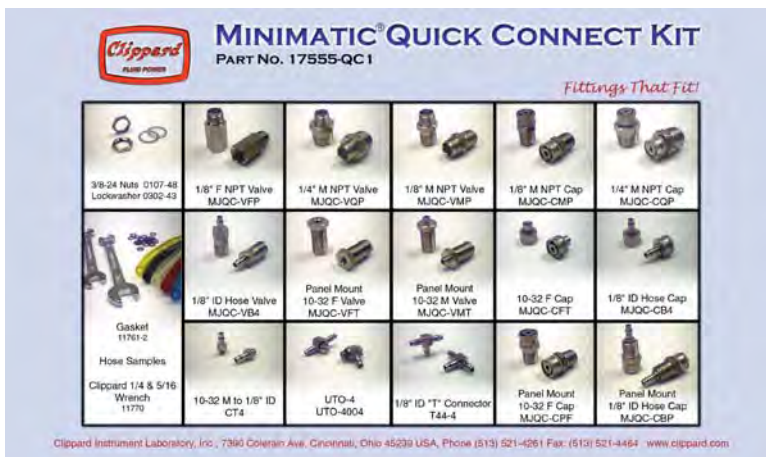 Clippard
FLUID POWER
MINIMATIC® QUICK CONNECT KIT
PART NO. 17555-QC1
Fittings That Fit!
3/8-24 Nuts 0107-48
Lockwasher 0302-43
1/8" F NPT Valve
MJQC-VFP
1/4" M NPT Valve
MJQC-VQP
1/8" M NPT Valve
MJQC-VMP
1/8" M NPT Cap
MJQC-CMP
1/4" M NPT Cap
MJQC-CQP
Gasket
11761-2
Hose Samples
Clippard 1/4 & 5/16
Wrench
11770
1/8" ID Hose Valve
MJQC-VB4
Panel Mount
10-32 F Valve
MJQC-VFT
Panel Mount
10-32 M Valve
MJQC-VMT
10-32 F Cap
MJQC-CFT
1/8" ID Hose Cap
MJQC-CB4
10-32 M to 1/8" ID
CT4
UTO-4
UTO-4004
1/8" ID "T" Connector
T44-4
Panel Mount
10-32 F Cap
MJQC-CPF
Panel Mount
1/8" ID Hose Cap
MJQC-CBP
Clippard Instrument Laboratory, Inc., 7390 Colerain Ave. Cincinnati, Ohio 45239 USA, Phone (513) 521-4261 Fax: (513) 521-4464 www.clippard.com